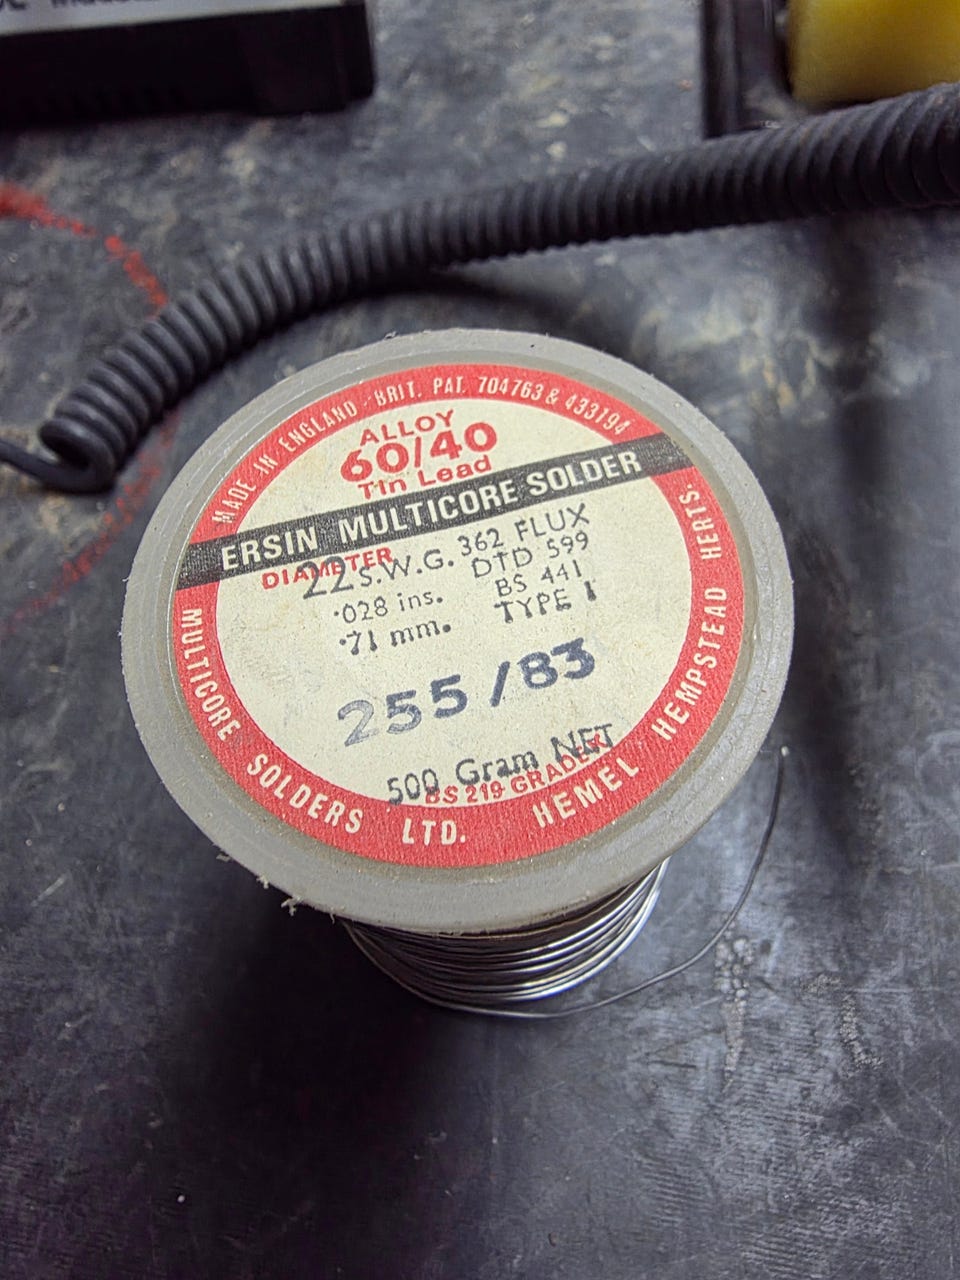 MADE IN ENGLAND BRIT. PAT. 704763 & 433194
ALLOY
60/40
Tin Lead
ERSIN MULTICORE SOLDER
DIAMETER
22 S.W.G. 362 FLUX
.028 ins. DTD 599
.71 mm. BS 441
TYPE 1
255/83
500 Gram NET
BS 219 GRADE K
MULTICORE SOLDERS LTD. HEMEL HEMPSTEAD HERTS.